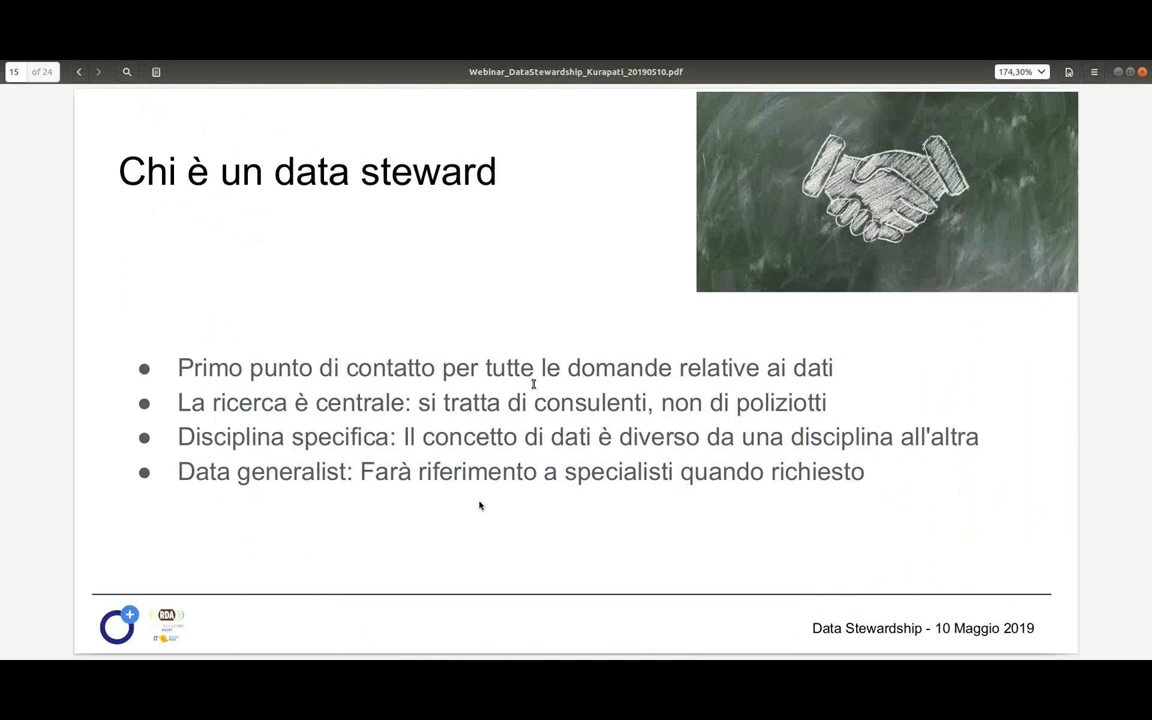 15 of 24
Webinar_DataStewardship_Kurapati_20190510.pdf
174,30%
Chi è un data steward
● Primo punto di contatto per tutte le domande relative ai dati
● La ricerca è centrale: si tratta di consulenti, non di poliziotti
● Disciplina specifica: Il concetto di dati è diverso da una disciplina all'altra
● Data generalist: Farà riferimento a specialisti quando richiesto
RDA
IT
Data Stewardship - 10 Maggio 2019